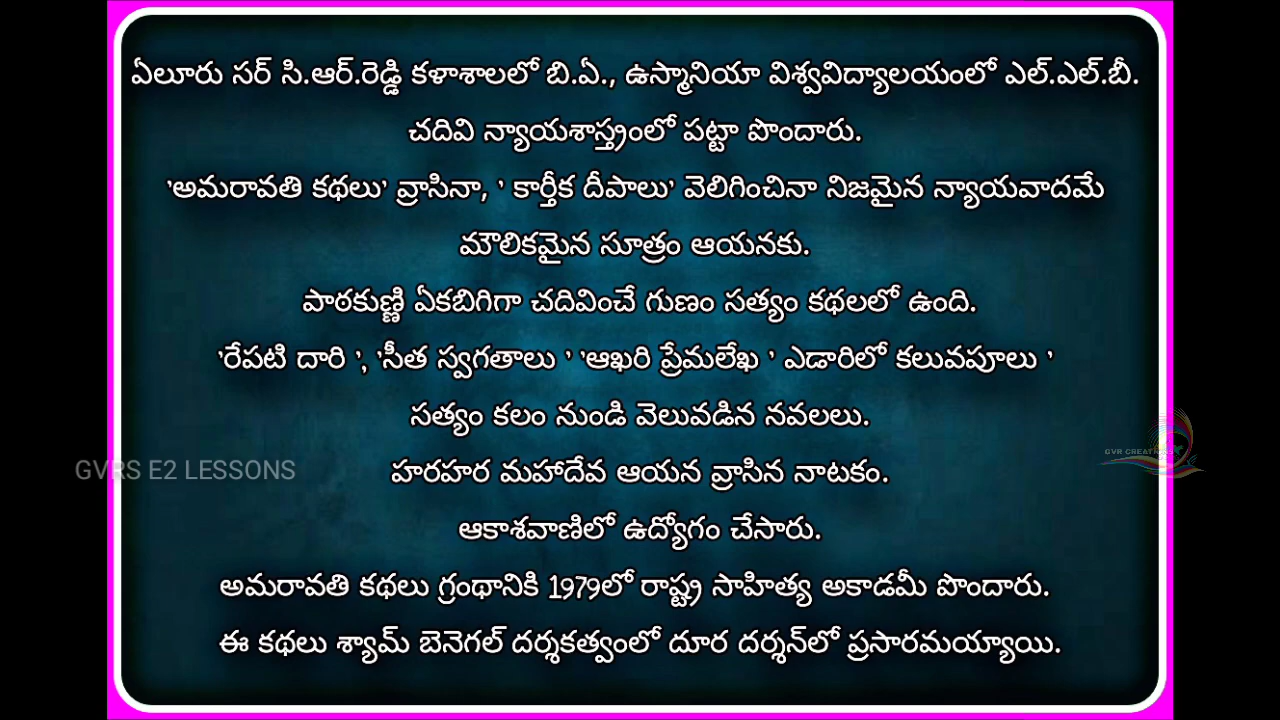 ఏలూరు సర్ సి.ఆర్.రెడ్డి కళాశాలలో బి.ఏ., ఉస్మానియా విశ్వవిద్యాలయంలో ఎల్.ఎల్.బీ.
చదివి న్యాయశాస్త్రంలో పట్టా పొందారు.
'అమరావతి కథలు' వ్రాసినా, ' కార్తీక దీపాలు' వెలిగించినా నిజమైన న్యాయవాదమే
మౌలికమైన సూత్రం ఆయనకు.
పాఠకుణ్ణి ఏకబిగిగా చదివించే గుణం సత్యం కథలలో ఉంది.
'రేపటి దారి ', 'సీత స్వగతాలు ' 'ఆఖరి ప్రేమలేఖ ' ఎడారిలో కలువపూలు '
సత్యం కలం నుండి వెలువడిన నవలలు.
హరహర మహాదేవ ఆయన వ్రాసిన నాటకం.
ఆకాశవాణిలో ఉద్యోగం చేసారు.
అమరావతి కథలు గ్రంథానికి 1979లో రాష్ట్ర సాహిత్య అకాడమీ పొందారు.
ఈ కథలు శ్యామ్ బెనెగల్ దర్శకత్వంలో దూర దర్శన్‌లో ప్రసారమయ్యాయి.
GVRS E2 LESSONS
GVR CREATIONS